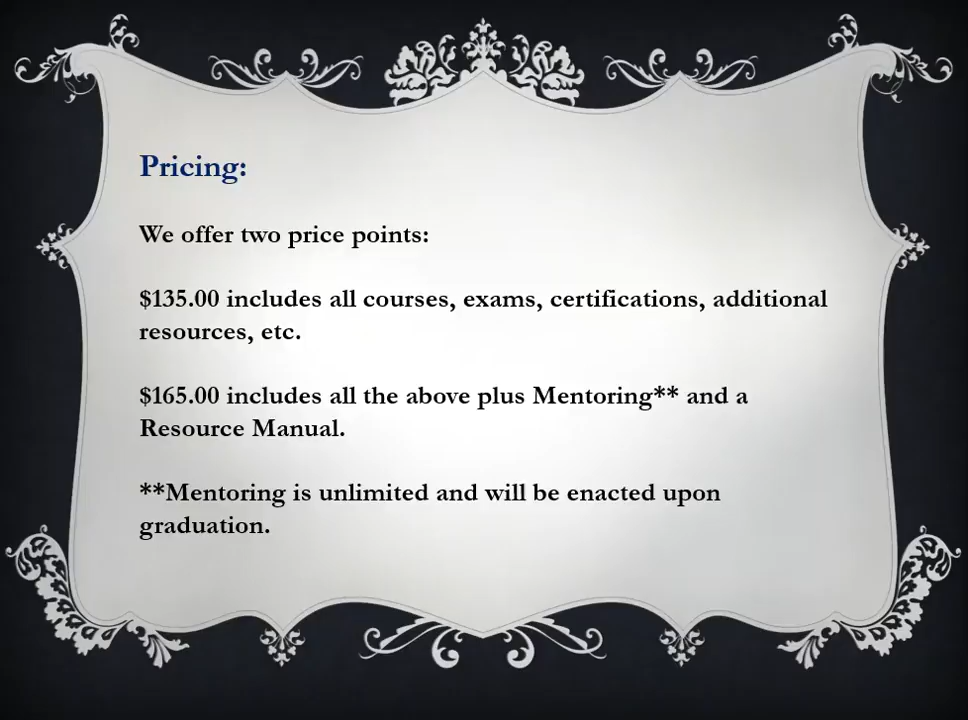 Pricing:
We offer two price points:
$135.00 includes all courses, exams, certifications, additional
resources, etc.
$165.00 includes all the above plus Mentoring** and a
Resource Manual.
**Mentoring is unlimited and will be enacted upon
graduation.